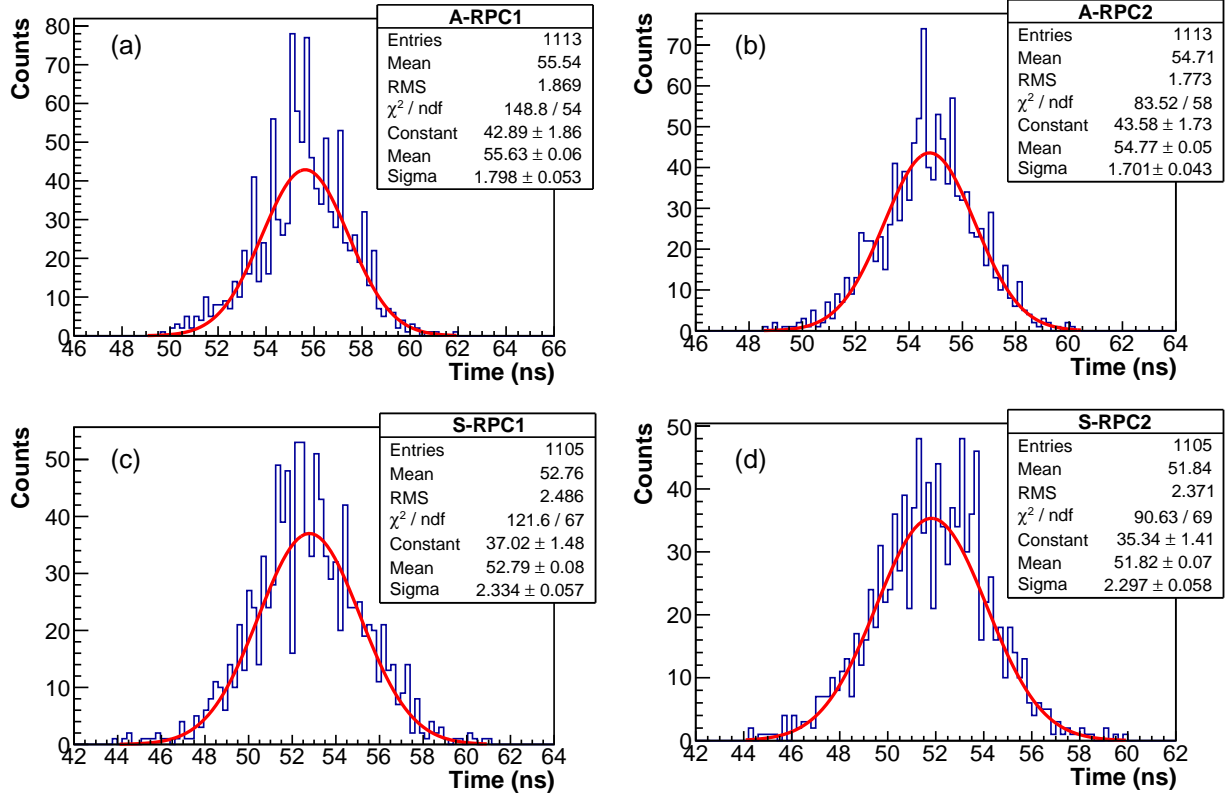 A-RPC1
Entries 1113
Mean 55.54
RMS 1.869
χ² / ndf 148.8 / 54
Constant 42.89 ± 1.86
Mean 55.63 ± 0.06
Sigma 1.798 ± 0.053
(a)
Counts
80
70
60
50
40
30
20
10
0
46 48 50 52 54 56 58 60 62 64 66
Time (ns)
A-RPC2
Entries 1113
Mean 54.71
RMS 1.773
χ² / ndf 83.52 / 58
Constant 43.58 ± 1.73
Mean 54.77 ± 0.05
Sigma 1.701 ± 0.043
(b)
Counts
70
60
50
40
30
20
10
0
46 48 50 52 54 56 58 60 62 64
Time (ns)
S-RPC1
Entries 1105
Mean 52.76
RMS 2.486
χ² / ndf 121.6 / 67
Constant 37.02 ± 1.48
Mean 52.79 ± 0.08
Sigma 2.334 ± 0.057
(c)
Counts
50
40
30
20
10
0
42 44 46 48 50 52 54 56 58 60 62 64
Time (ns)
S-RPC2
Entries 1105
Mean 51.84
RMS 2.371
χ² / ndf 90.63 / 69
Constant 35.34 ± 1.41
Mean 51.82 ± 0.07
Sigma 2.297 ± 0.058
(d)
Counts
50
40
30
20
10
0
42 44 46 48 50 52 54 56 58 60 62
Time (ns)